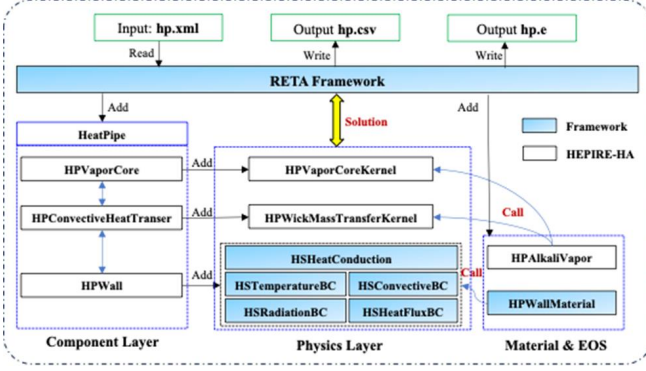 Input: hp.xml
Output hp.csv
Output hp.e
Read
Write
Write
RETA Framework
Add
Solution
Add
HeatPipe
Framework
HEPIRE-HA
HPVaporCore
Add
HPVaporCoreKernel
HPConvectiveHeatTranser
Add
HPWickMassTransferKernel
Call
HPWall
Add
HSHeatConduction
HSTemperatureBC
HSConvectiveBC
HSRadiationBC
HSHeatFluxBC
Call
HPAlkaliVapor
HPWallMaterial
Component Layer
Physics Layer
Material & EOS